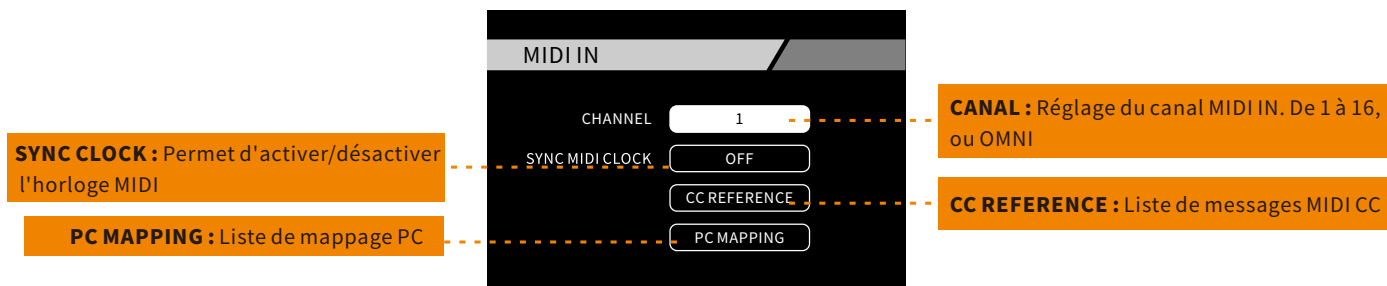 MIDI IN
CHANNEL 1
SYNC MIDI CLOCK OFF
CC REFERENCE
PC MAPPING
SYNC CLOCK : Permet d'activer/désactiver
l'horloge MIDI
PC MAPPING : Liste de mappage PC
CANAL : Réglage du canal MIDI IN. De 1 à 16,
ou OMNI
CC REFERENCE : Liste de messages MIDI CC